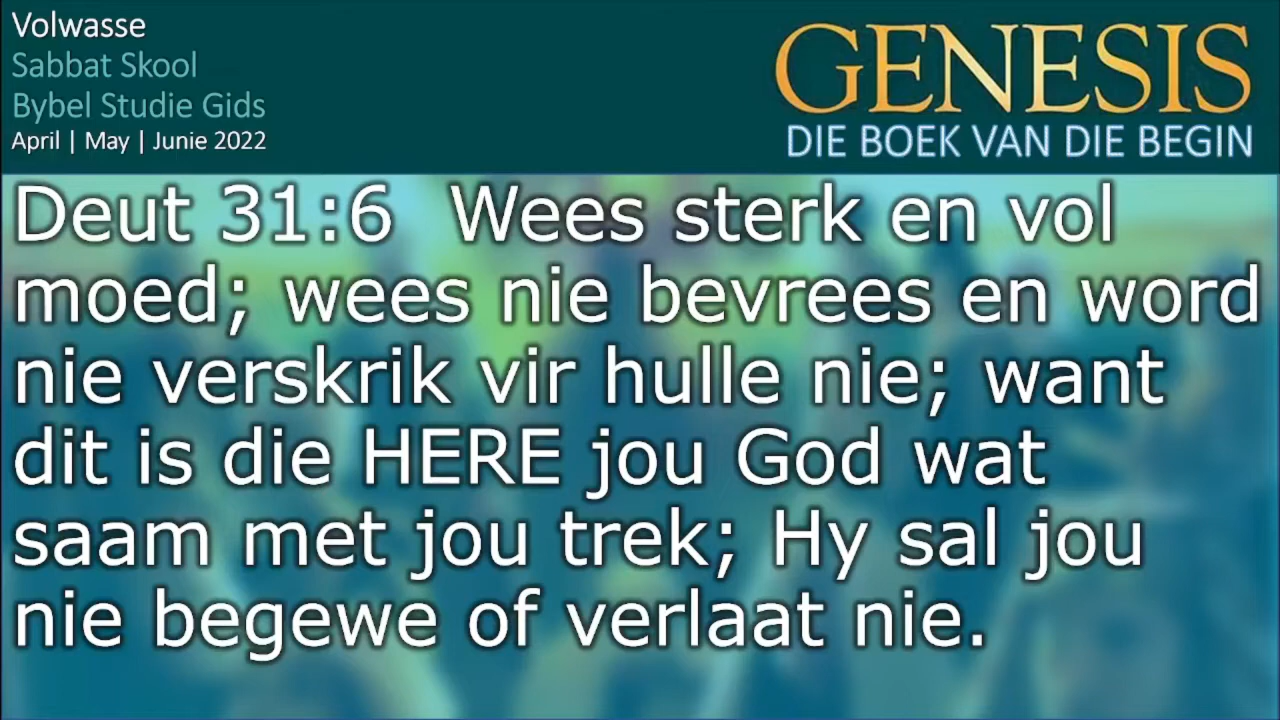 Volwasse
Sabbat Skool
Bybel Studie Gids
April | May | Junie 2022
GENESIS
DIE BOEK VAN DIE BEGIN
Deut 31:6  Wees sterk en vol
moed; wees nie bevrees en word
nie verskrik vir hulle nie; want
dit is die HERE jou God wat
saam met jou trek; Hy sal jou
nie begewe of verlaat nie.